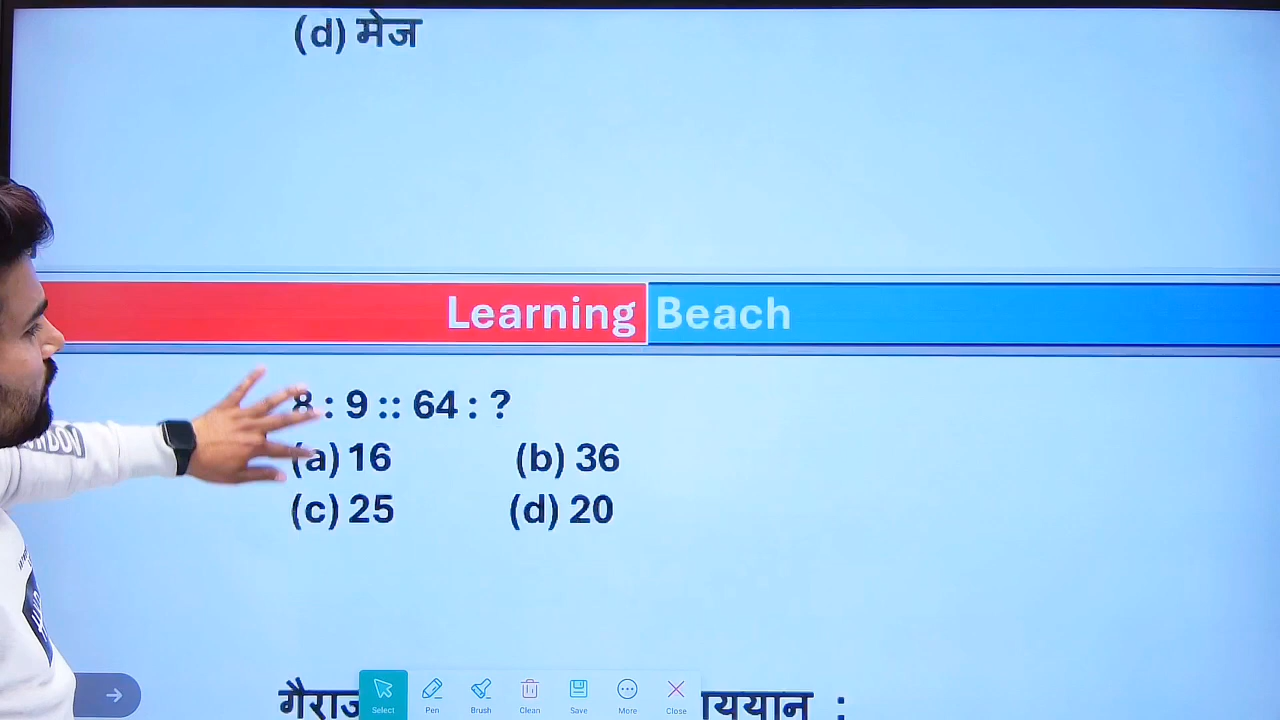 (d) मेज
Learning Beach
8 : 9 :: 64 : ?
(a) 16 (b) 36
(c) 25 (d) 20
Select Pen Brush Clean Save More Close